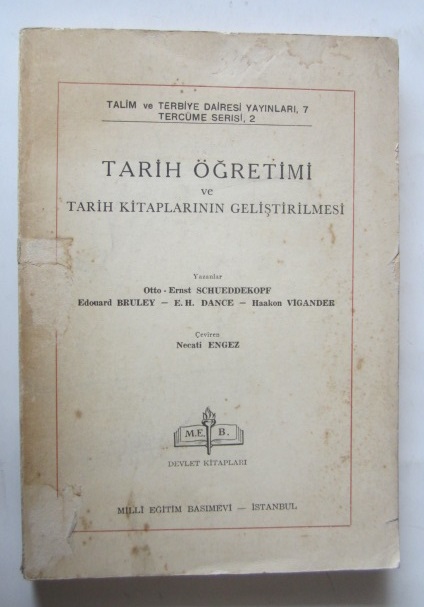 TALİM ve TERBİYE DAİRESİ YAYINLARI, 7
TERCÜME SERİSİ, 2
TARİH ÖĞRETİMİ
ve
TARİH KİTAPLARININ GELİŞTİRİLMESİ
Yazanlar
Otto - Ernst SCHUEDDEKOPF
Edouard BRULEY — E. H. DANCE — Haakon VİGANDER
Çeviren
Necati ENGEZ
M.E. B.
DEVLET KİTAPLARI
MİLLÎ EĞİTİM BASIMEVİ — İSTANBUL